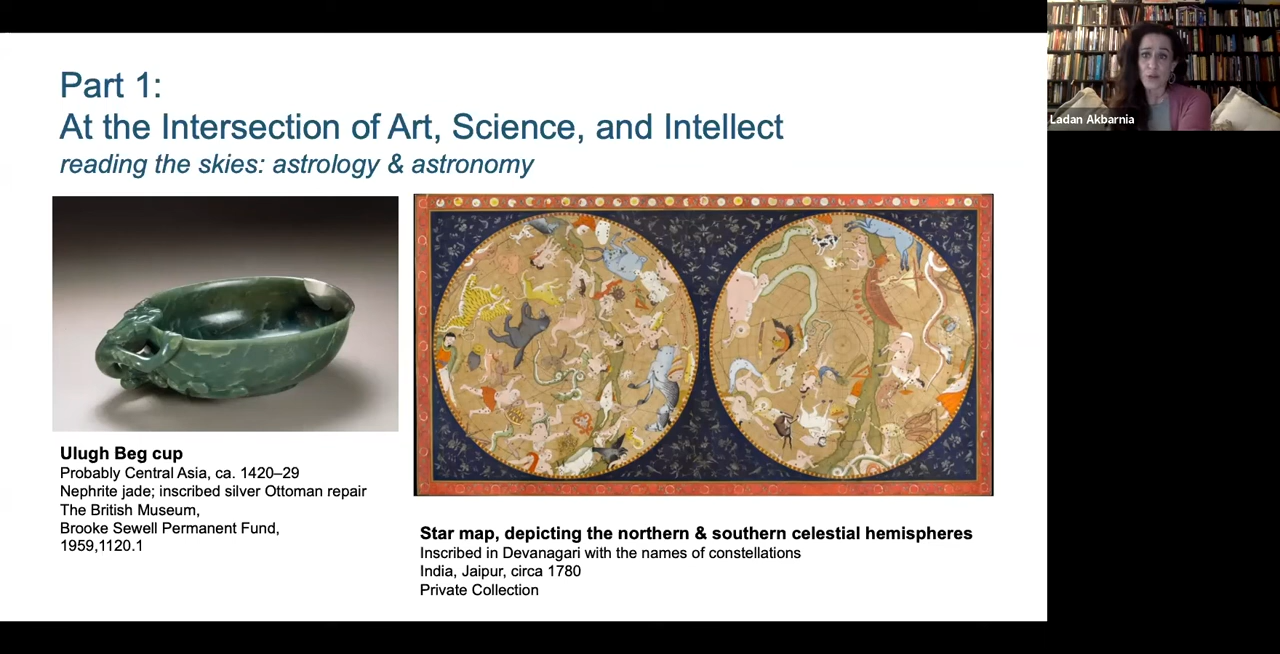 Part 1:
At the Intersection of Art, Science, and Intellect
reading the skies: astrology & astronomy
Ladan Akbarnia
Ulugh Beg cup
Probably Central Asia, ca. 1420–29
Nephrite jade; inscribed silver Ottoman repair
The British Museum,
Brooke Sewell Permanent Fund,
1959,1120.1
Star map, depicting the northern & southern celestial hemispheres
Inscribed in Devanagari with the names of constellations
India, Jaipur, circa 1780
Private Collection